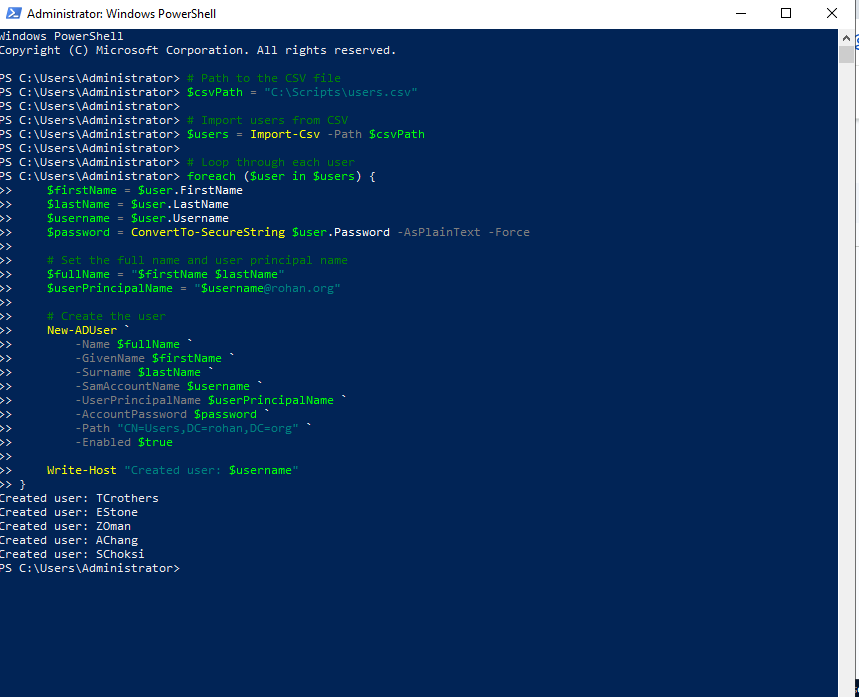 Administrator: Windows PowerShell
Windows PowerShell
Copyright (C) Microsoft Corporation. All rights reserved.
PS C:\Users\Administrator> # Path to the CSV file
PS C:\Users\Administrator> $csvPath = "C:\Scripts\users.csv"
PS C:\Users\Administrator>
PS C:\Users\Administrator> # Import users from CSV
PS C:\Users\Administrator> $users = Import-Csv -Path $csvPath
PS C:\Users\Administrator>
PS C:\Users\Administrator> # Loop through each user
PS C:\Users\Administrator> foreach ($user in $users) {
>>     $firstName = $user.FirstName
>>     $lastName = $user.LastName
>>     $username = $user.Username
>>     $password = ConvertTo-SecureString $user.Password -AsPlainText -Force
>>
>>     # Set the full name and user principal name
>>     $fullName = "$firstName $lastName"
>>     $userPrincipalName = "$username@rohan.org"
>>
>>     # Create the user
>>     New-ADUser `
>>         -Name $fullName `
>>         -GivenName $firstName `
>>         -Surname $lastName `
>>         -SamAccountName $username `
>>         -UserPrincipalName $userPrincipalName `
>>         -AccountPassword $password `
>>         -Path "CN=Users,DC=rohan,DC=org" `
>>         -Enabled $true
>>
>>     Write-Host "Created user: $username"
>> }
Created user: TCrothers
Created user: EStone
Created user: ZOman
Created user: AChang
Created user: SChoksi
PS C:\Users\Administrator>